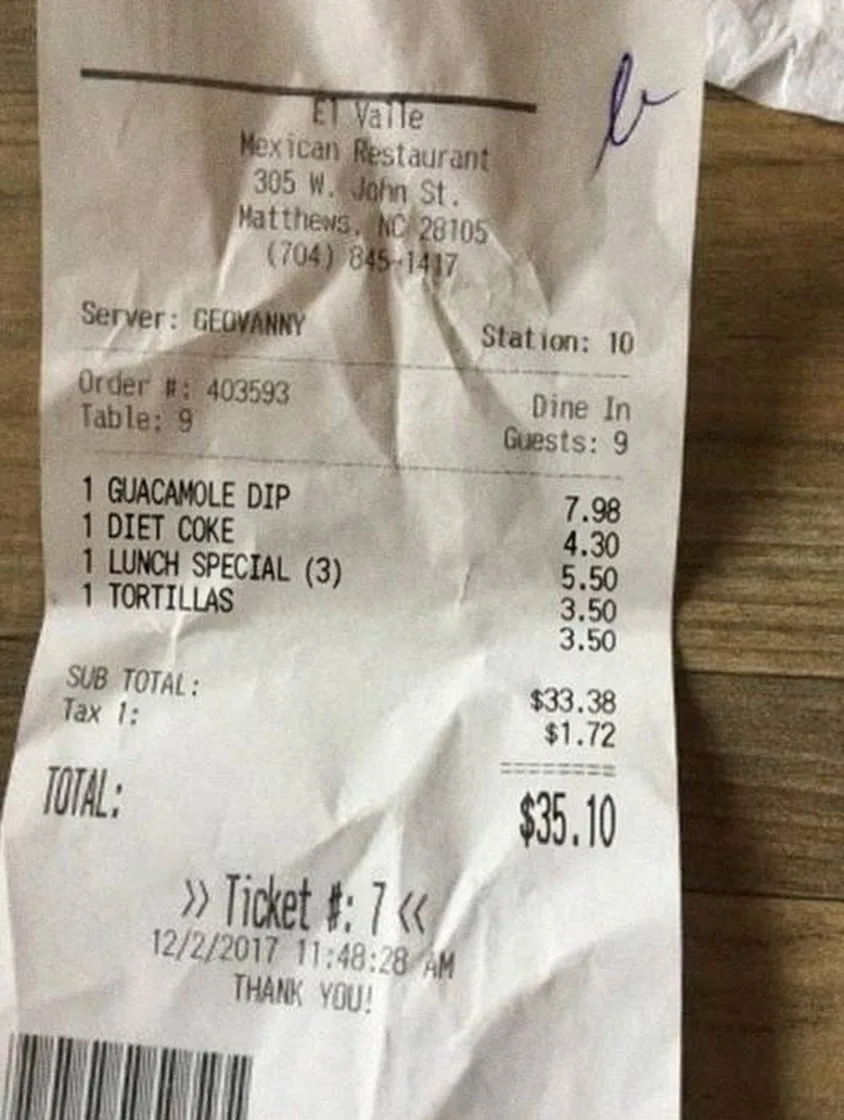 El Valle
Mexican Restaurant
305 W. John St.
Matthews, NC 28105
(704) 845-1417
Server: GEOVANNY Station: 10
Order #: 403593 Dine In
Table: 9 Guests: 9
1 GUACAMOLE DIP 7.98
1 DIET COKE 4.30
1 LUNCH SPECIAL (3) 5.50
1 TORTILLAS 3.50
3.50
SUB TOTAL: $33.38
Tax 1: $1.72
TOTAL: $35.10
>> Ticket #: 7 <<
12/2/2017 11:48:28 AM
THANK YOU!